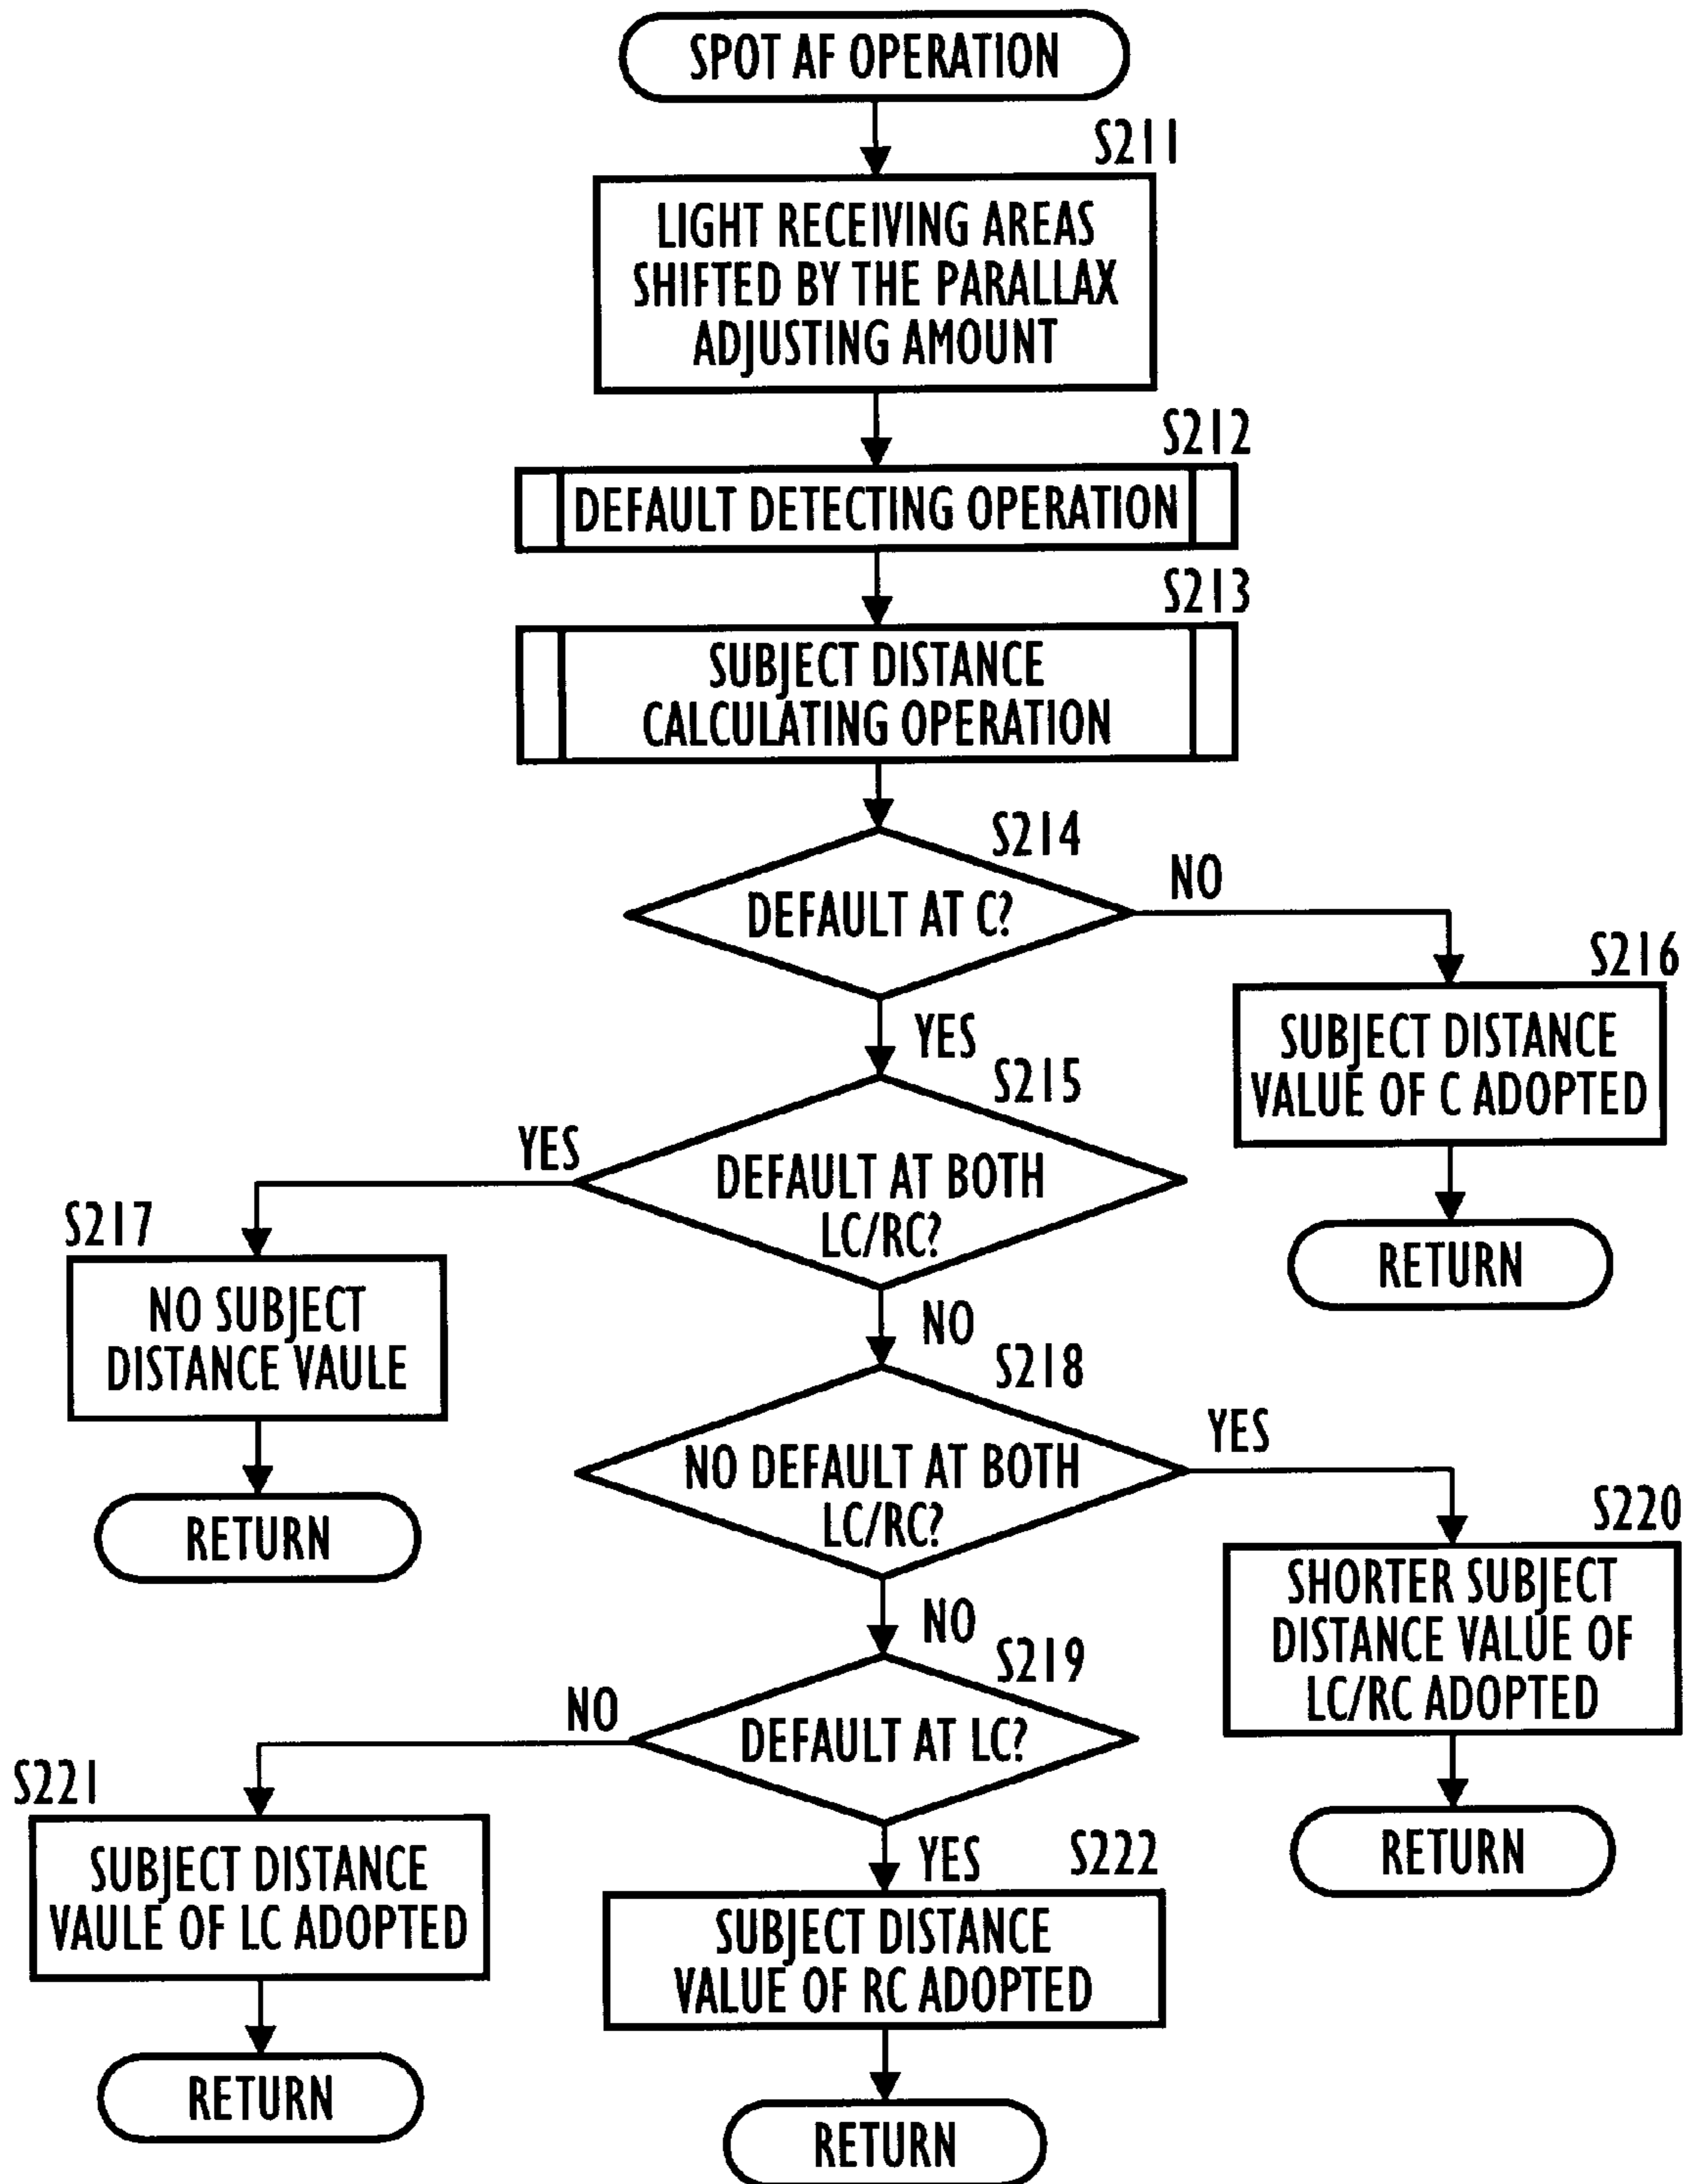 SPOT AF OPERATION
S211
LIGHT RECEIVING AREAS
SHIFTED BY THE PARALLAX
ADJUSTING AMOUNT
S212
DEFAULT DETECTING OPERATION
S213
SUBJECT DISTANCE
CALCULATING OPERATION
S214
DEFAULT AT C?
NO
S216
SUBJECT DISTANCE
VALUE OF C ADOPTED
RETURN
YES
S215
DEFAULT AT BOTH
LC/RC?
YES
S217
NO SUBJECT
DISTANCE VAULE
RETURN
NO
S218
NO DEFAULT AT BOTH
LC/RC?
YES
S220
SHORTER SUBJECT
DISTANCE VALUE OF
LC/RC ADOPTED
RETURN
NO
S219
DEFAULT AT LC?
NO
S221
SUBJECT DISTANCE
VAULE OF LC ADOPTED
RETURN
YES
S222
SUBJECT DISTANCE
VALUE OF RC ADOPTED
RETURN